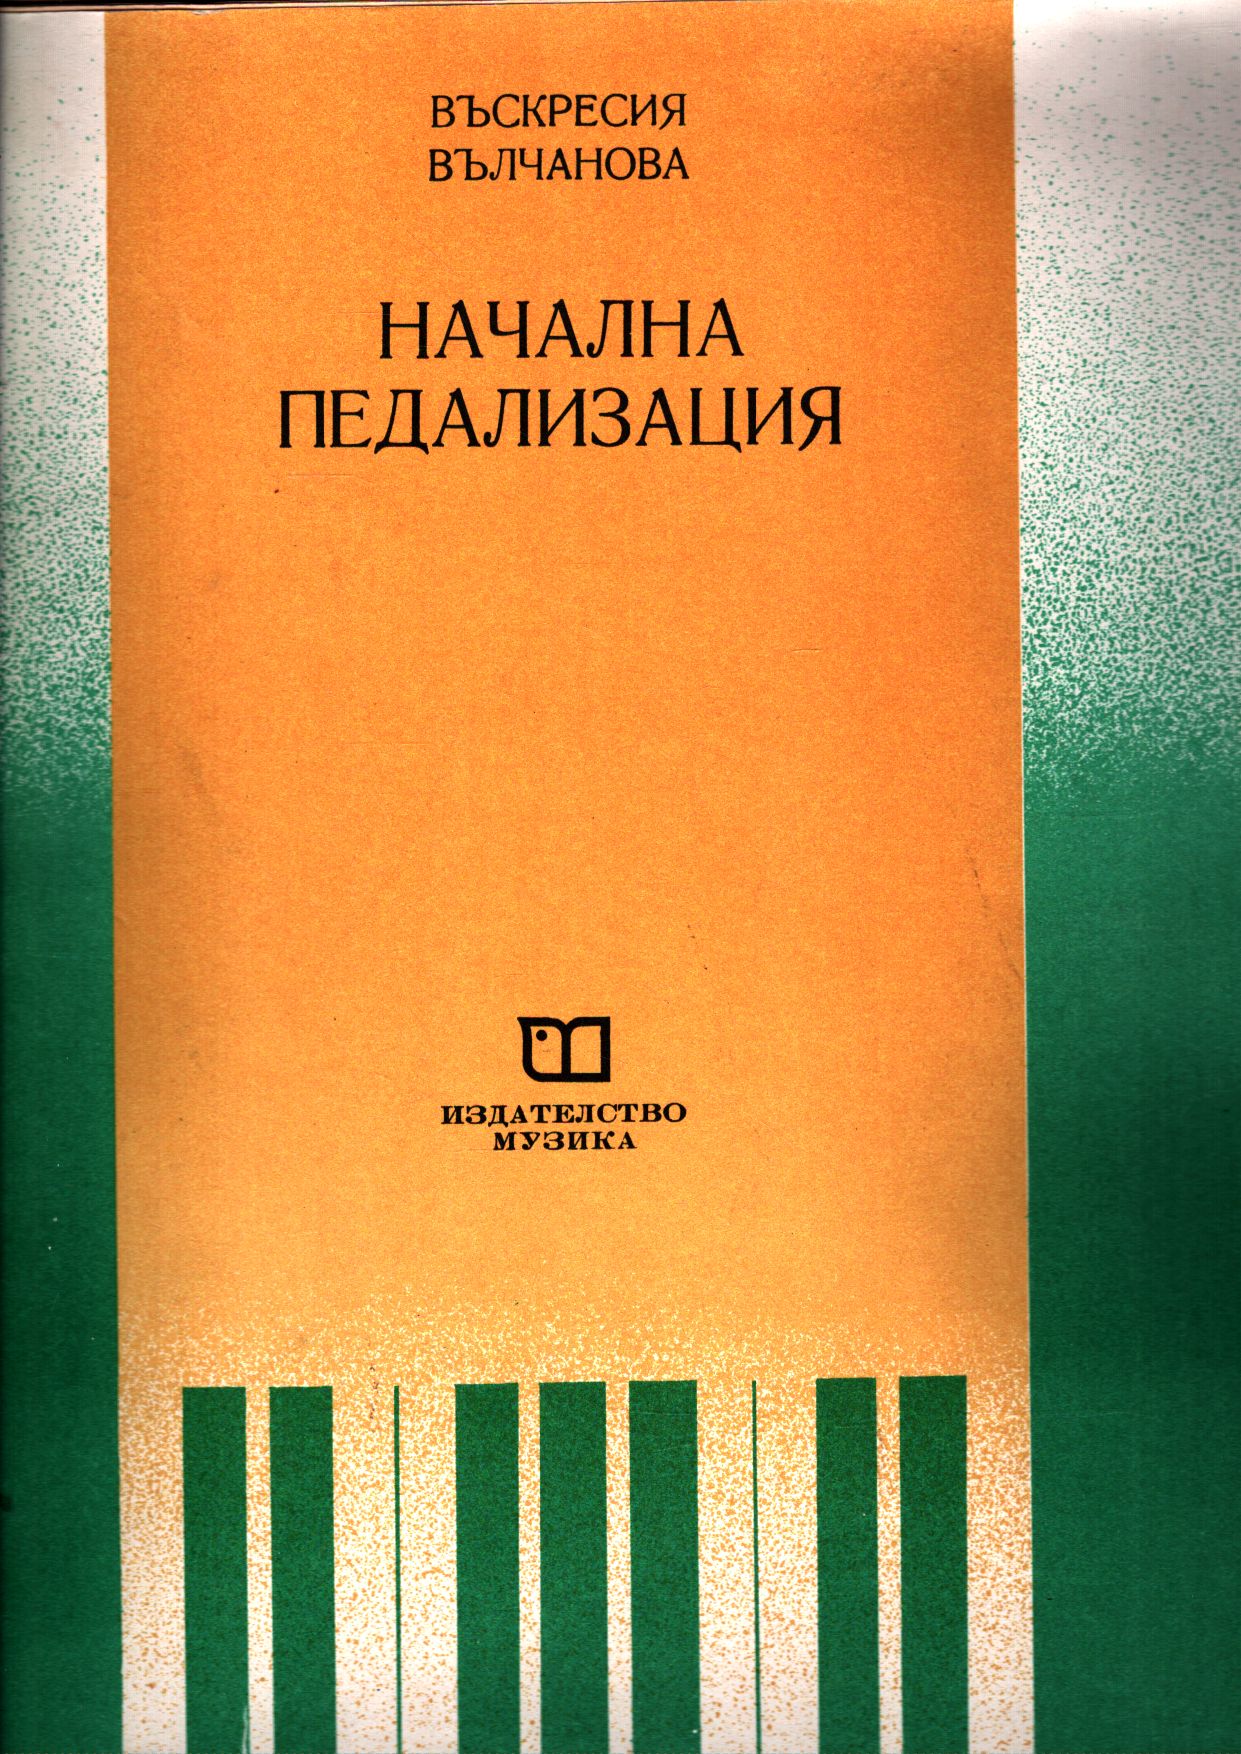 ВЪСКРЕСИЯ
ВЪЛЧАНОВА
НАЧАЛНА
ПЕДАЛИЗАЦИЯ
ИЗДАТЕЛСТВО
МУЗИКА